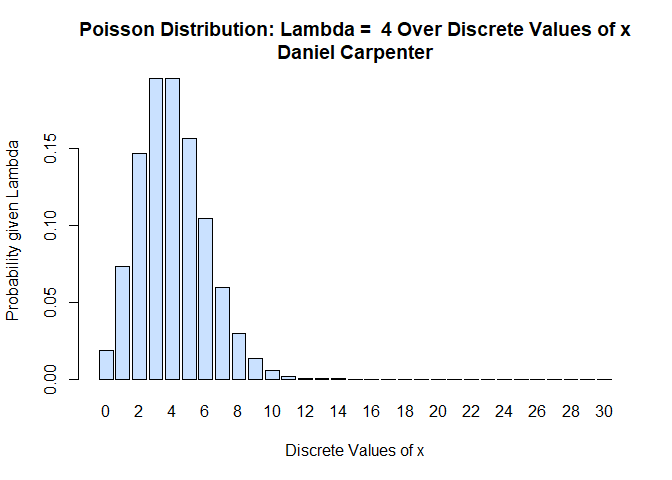 Poisson Distribution: Lambda =  4 Over Discrete Values of x
Daniel Carpenter
Probability given Lambda
0.15
0.10
0.05
0.00
0 2 4 6 8 10 12 14 16 18 20 22 24 26 28 30
Discrete Values of x